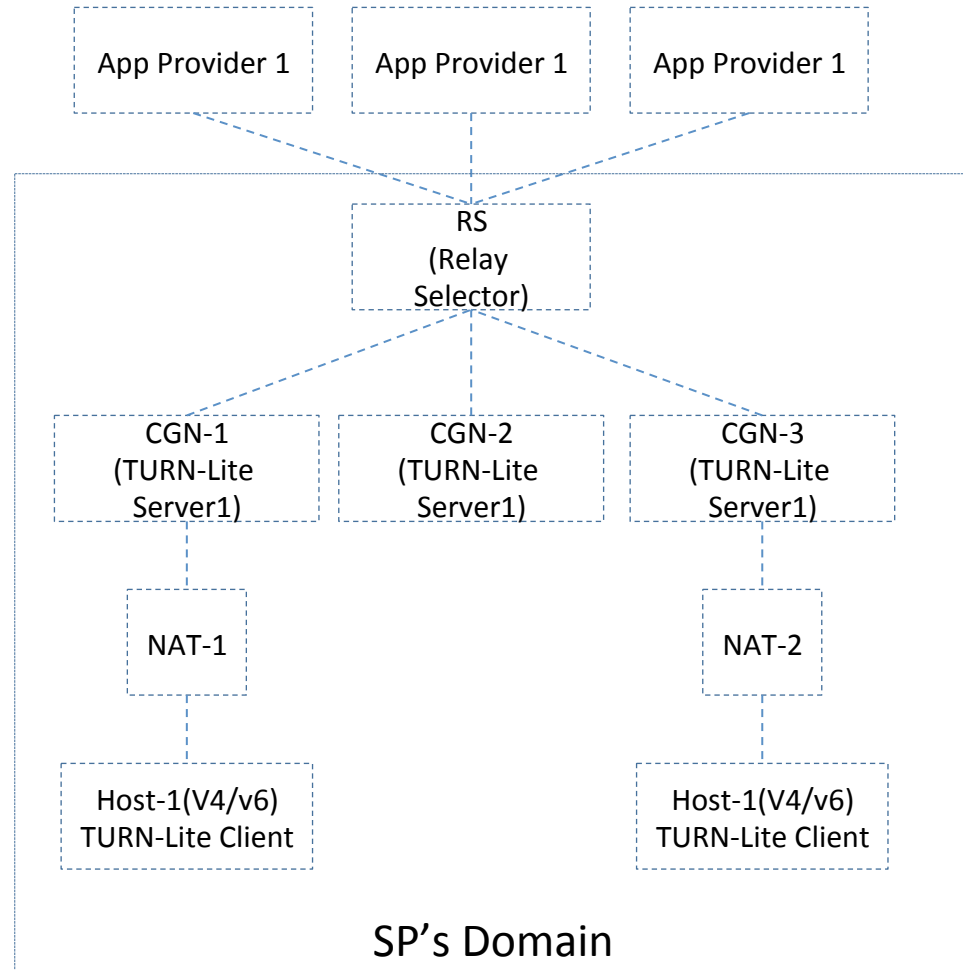 App Provider 1
App Provider 1
App Provider 1
RS
(Relay
Selector)
CGN-1
(TURN-Lite
Server1)
CGN-2
(TURN-Lite
Server1)
CGN-3
(TURN-Lite
Server1)
NAT-1
NAT-2
Host-1(V4/v6)
TURN-Lite Client
Host-1(V4/v6)
TURN-Lite Client
SP’s Domain